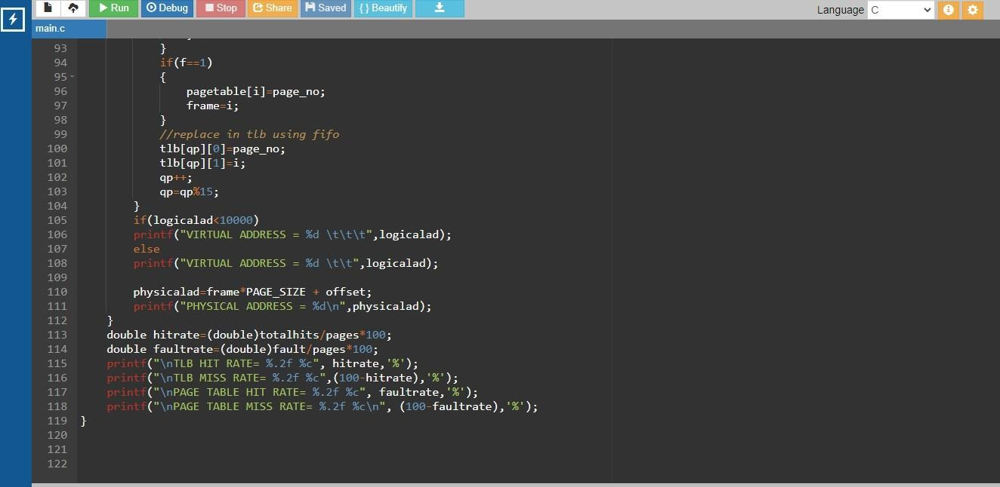 Run Debug Stop Share Saved { } Beautify Language C
main.c
93 }
94 if(f==1)
95 {
96 pagetable[i]=page_no;
97 frame=i;
98 }
99 //replace in tlb using fifo
100 tlb[qp][0]=page_no;
101 tlb[qp][1]=i;
102 qp++;
103 qp=qp%15;
104 }
105 if(logicalad<10000)
106 printf("VIRTUAL ADDRESS = %d \t\t\t",logicalad);
107 else
108 printf("VIRTUAL ADDRESS = %d \t\t",logicalad);
109
110 physicalad=frame*PAGE_SIZE + offset;
111 printf("PHYSICAL ADDRESS = %d\n",physicalad);
112 }
113 double hitrate=(double)totalhits/pages*100;
114 double faultrate=(double)fault/pages*100;
115 printf("\nTLB HIT RATE= %.2f %c", hitrate,'%');
116 printf("\nTLB MISS RATE= %.2f %c",(100-hitrate),'%');
117 printf("\nPAGE TABLE HIT RATE= %.2f %c", faultrate,'%');
118 printf("\nPAGE TABLE MISS RATE= %.2f %c\n", (100-faultrate),'%');
119 }
120
121
122